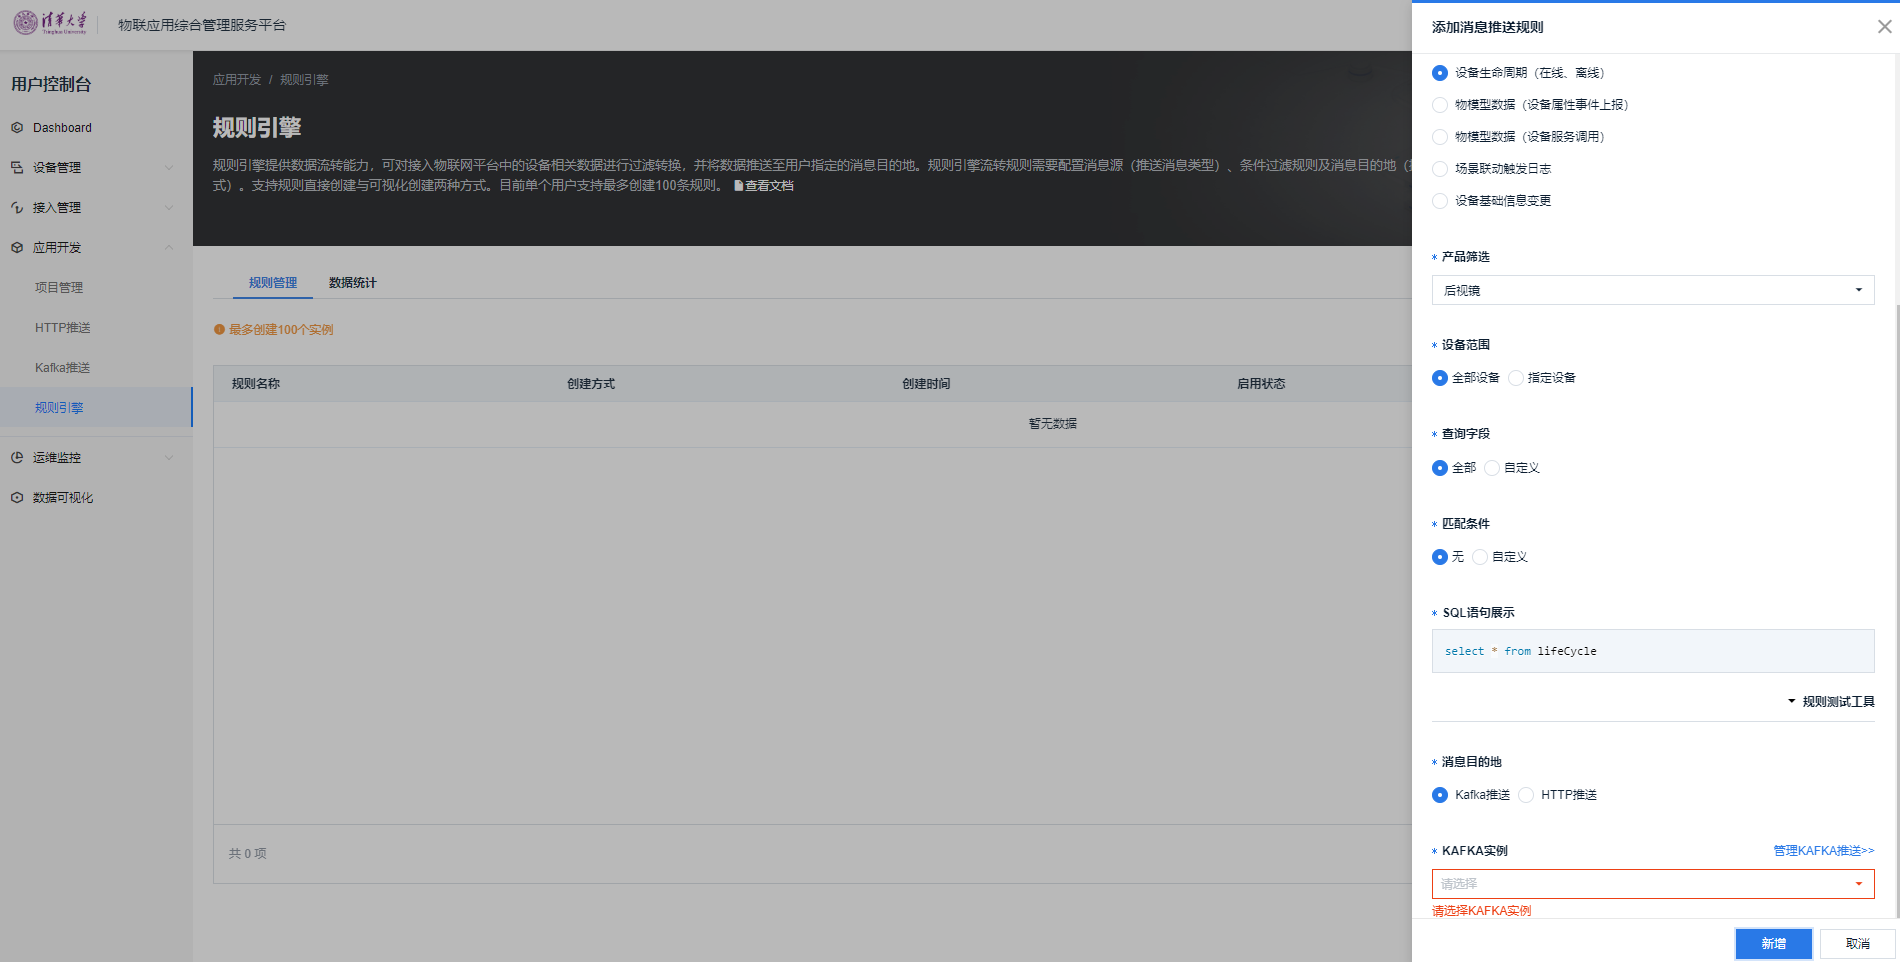 清华大学
Tsinghua University
物联应用综合管理服务平台
用户控制台
Dashboard
设备管理
接入管理
应用开发
项目管理
HTTP推送
Kafka推送
规则引擎
运维监控
数据可视化
应用开发 / 规则引擎
规则引擎
规则引擎提供数据流转能力，可对接入物联网平台中的设备相关数据进行过滤转换，并将数据推送至用户指定的消息目的地。规则引擎流转规则需要配置消息源（推送消息类型）、条件过滤规则及消息目的地（
式）。支持规则直接创建与可视化创建两种方式。目前单个用户支持最多创建100条规则。 查看文档
规则管理 数据统计
最多创建100个实例
规则名称 创建方式 创建时间 启用状态
暂无数据
共 0 项
添加消息推送规则
设备生命周期（在线、离线）
物模型数据（设备属性事件上报）
物模型数据（设备服务调用）
场景联动触发日志
设备基础信息变更
* 产品筛选
后视镜
* 设备范围
全部设备 指定设备
* 查询字段
全部 自定义
* 匹配条件
无 自定义
* SQL语句展示
select * from lifeCycle
规则测试工具
* 消息目的地
Kafka推送 HTTP推送
* KAFKA实例 管理KAFKA推送>>
请选择
请选择KAFKA实例
新增 取消